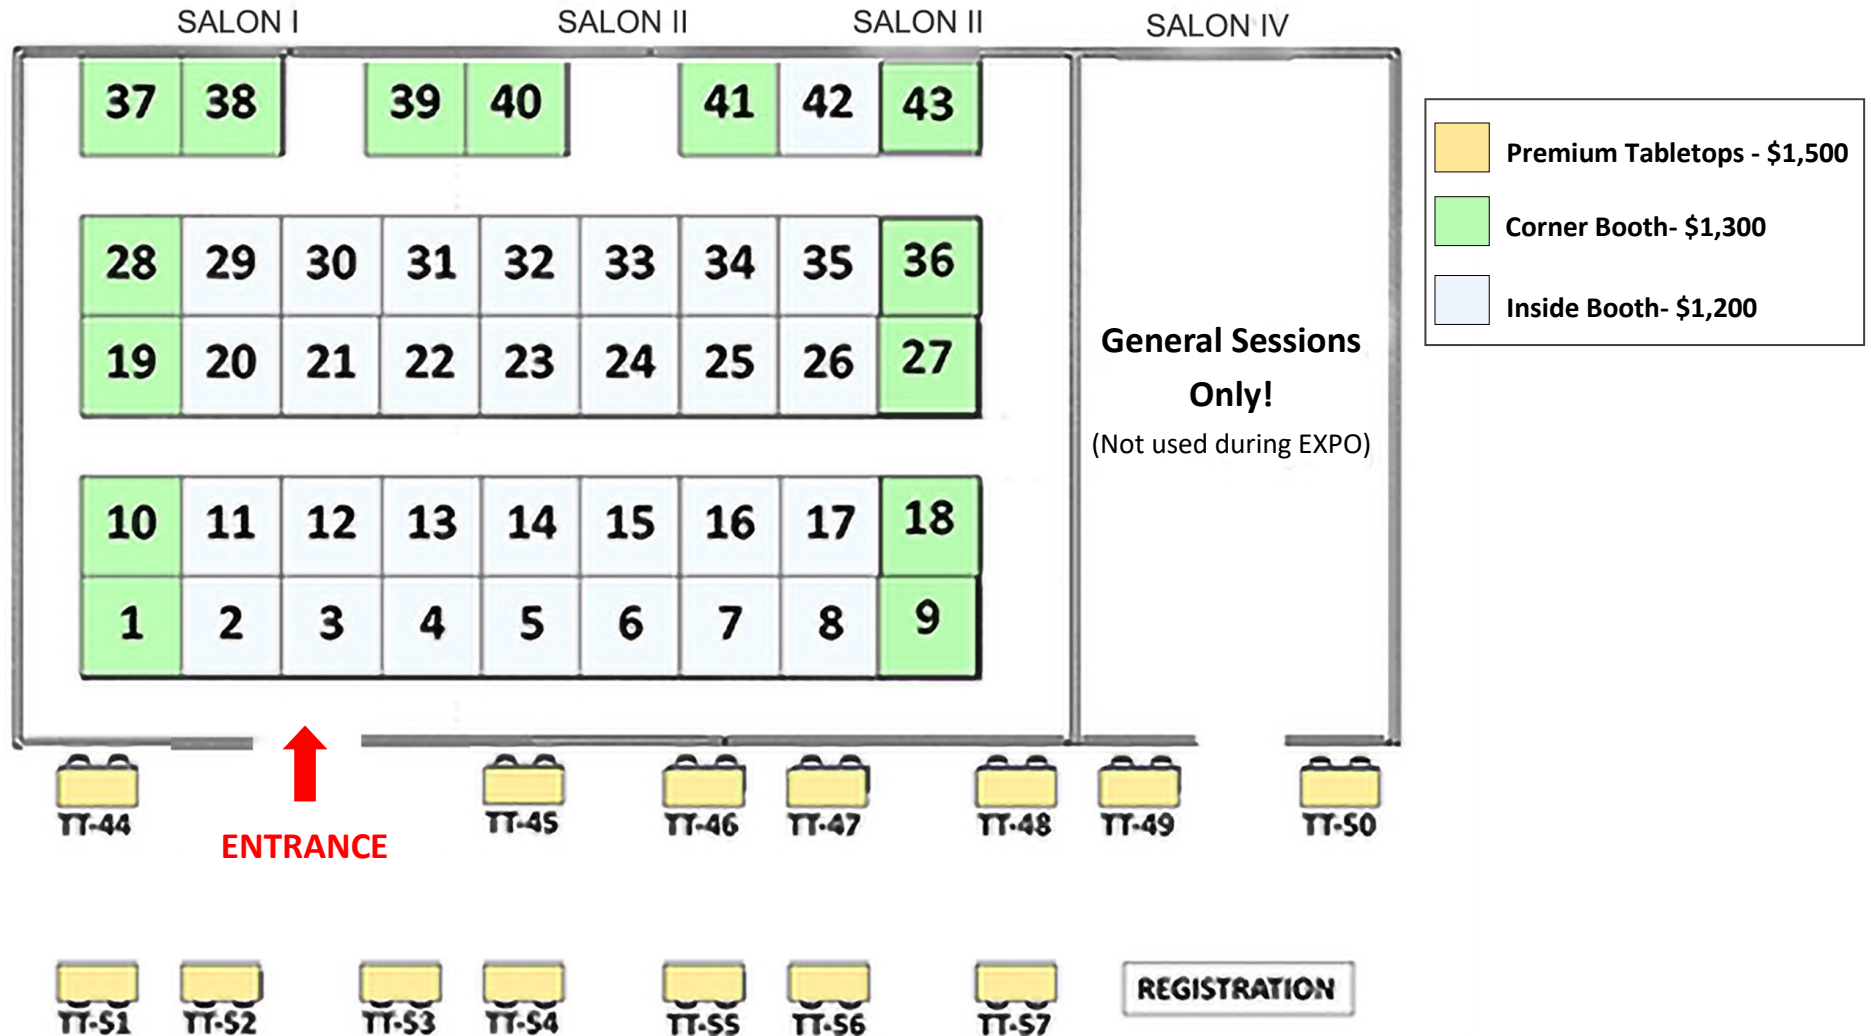 SALON I SALON II SALON II SALON IV
37 38 39 40 41 42 43
Premium Tabletops - $1,500
Corner Booth- $1,300
Inside Booth- $1,200
28 29 30 31 32 33 34 35 36
19 20 21 22 23 24 25 26 27
General Sessions
Only!
(Not used during EXPO)
10 11 12 13 14 15 16 17 18
1 2 3 4 5 6 7 8 9
TT-44 TT-45 TT-46 TT-47 TT-48 TT-49 TT-50
ENTRANCE
TT-51 TT-52 TT-53 TT-54 TT-55 TT-56 TT-57
REGISTRATION